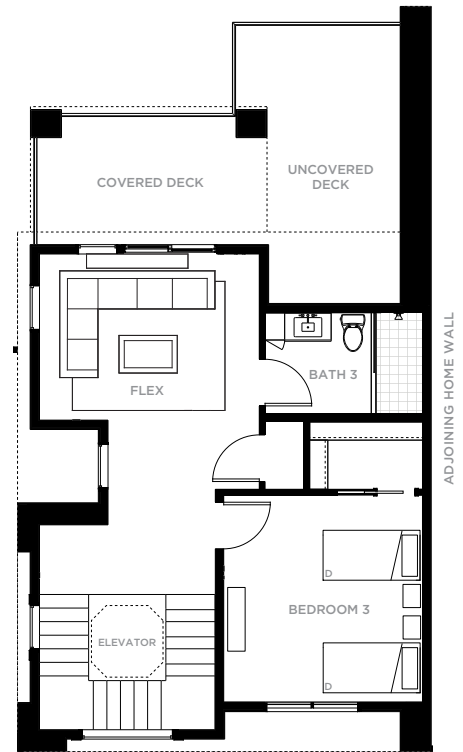 COVERED DECK
UNCOVERED
DECK
ADJOINING HOME WALL
BATH 3
FLEX
D
BEDROOM 3
ELEVATOR
D